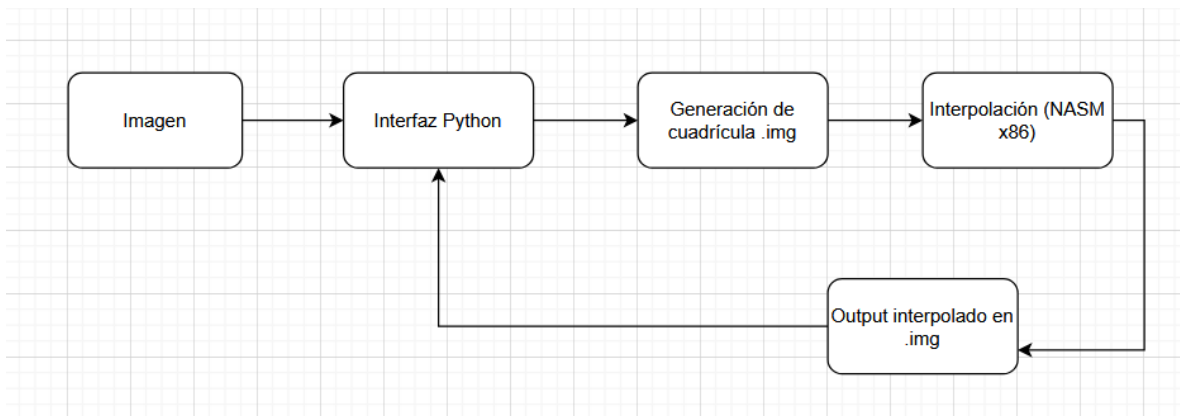 Imagen
Interfaz Python
Generación de
cuadrícula .img
Interpolación (NASM
x86)
Output interpolado en
.img